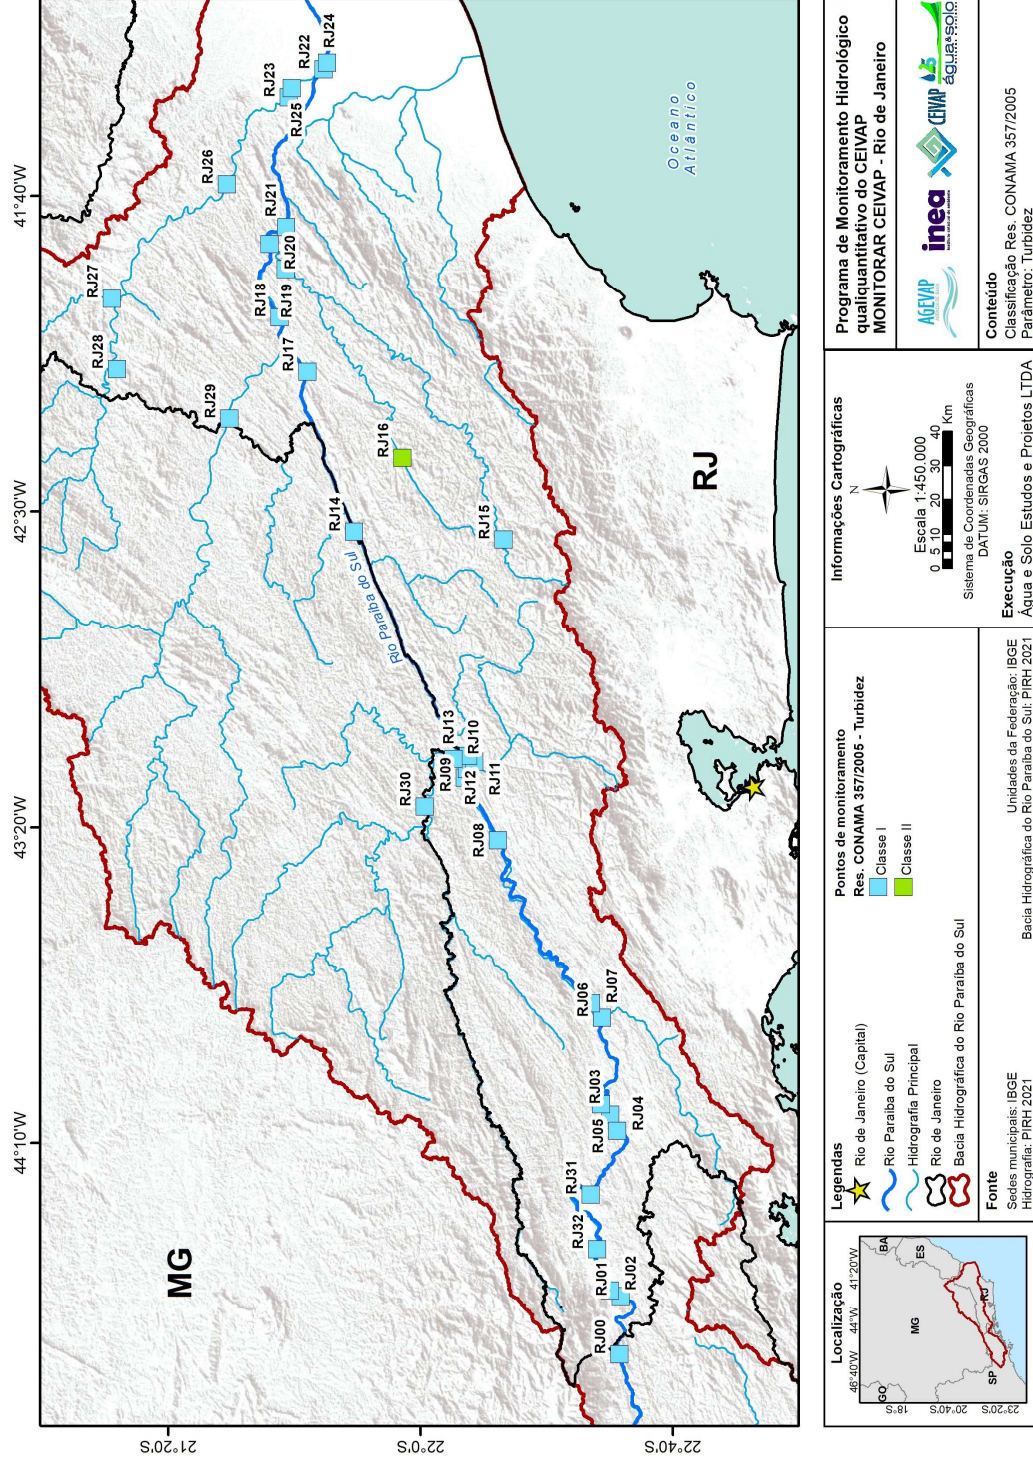 41°40'W
42°30'W
43°20'W
44°10'W
21°20'S
22°0'S
22°40'S
MG
RJ
Oceano
Atlântico
Rio Paraíba do Sul
RJ00
RJ01
RJ02
RJ32
RJ31
RJ05
RJ04
RJ03
RJ06
RJ07
RJ08
RJ30
RJ09
RJ12
RJ11
RJ10
RJ13
RJ14
RJ15
RJ16
RJ17
RJ29
RJ28
RJ27
RJ18
RJ19
RJ20
RJ21
RJ26
RJ25
RJ23
RJ22
RJ24
Localização
46°40'W
44°W
41°20'W
18°S
20°40'S
23°20'S
GO
MG
BA
ES
RJ
SP
Legendas
Rio de Janeiro (Capital)
Rio Paraíba do Sul
Hidrografia Principal
Rio de Janeiro
Bacia Hidrográfica do Rio Paraíba do Sul
Pontos de monitoramento
Res. CONAMA 357/2005 - Turbidez
Classe I
Classe II
Fonte
Sedes municipais: IBGE
Hidrografia: PIRH 2021
Unidades da Federação: IBGE
Bacia Hidrográfica do Rio Paraíba do Sul: PIRH 2021
Informações Cartográficas
N
Escala 1:450.000
0 5 10 20 30 40
Km
Sistema de Coordenadas Geográficas
DATUM: SIRGAS 2000
Execução
Água e Solo Estudos e Projetos LTDA
Programa de Monitoramento Hidrológico
qualiquantitativo do CEIVAP
MONITORAR CEIVAP - Rio de Janeiro
AGEVAP
inea
CEIVAP
água&solo
Conteúdo
Classificação Res. CONAMA 357/2005
Parâmetro: Turbidez